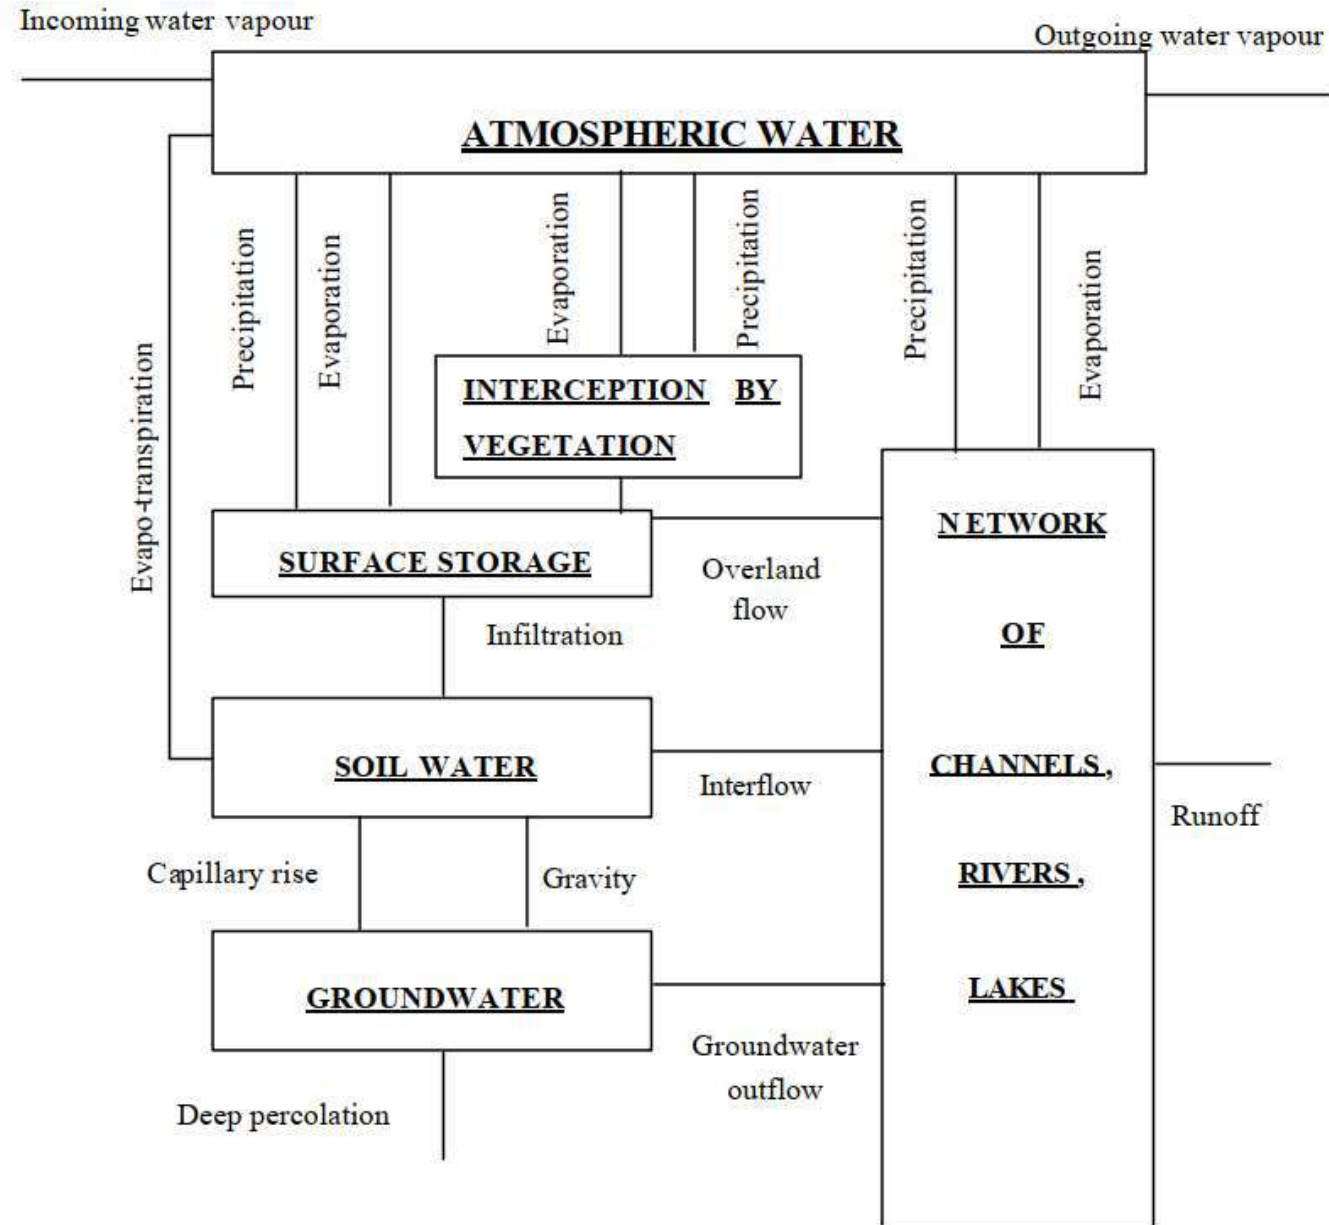 Incoming water vapour
Outgoing water vapour
ATMOSPHERIC WATER
Precipitation
Evaporation
Evaporation
Precipitation
Precipitation
Evaporation
Evapo-transpiration
INTERCEPTION BY
VEGETATION
SURFACE STORAGE
Overland
flow
Infiltration
SOIL WATER
Interflow
Capillary rise
Gravity
GROUNDWATER
Groundwater
outflow
Deep percolation
NETWORK
OF
CHANNELS,
RIVERS,
LAKES
Runoff